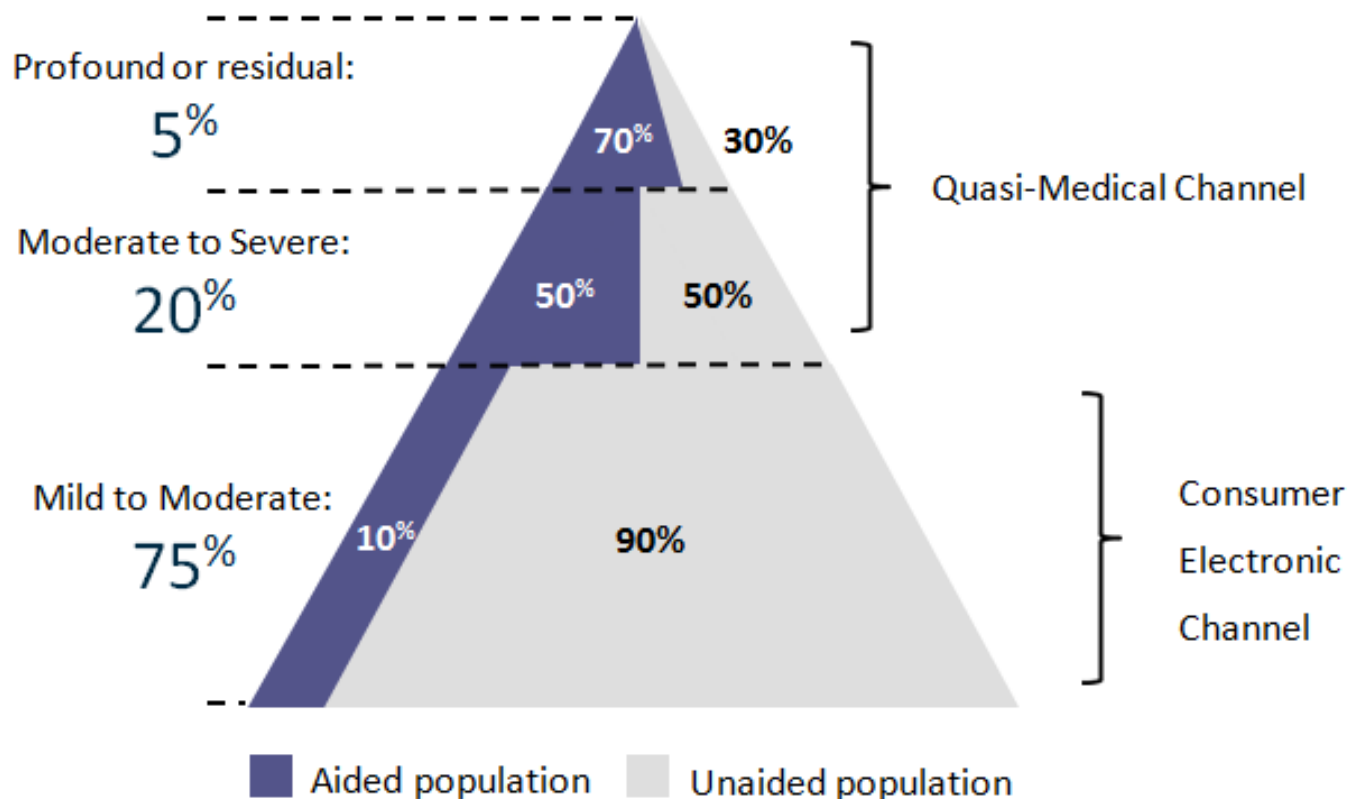 Profound or residual:
5%
70%
30%
Quasi-Medical Channel
Moderate to Severe:
20%
50%
50%
Mild to Moderate:
75%
10%
90%
Consumer
Electronic
Channel
Aided population
Unaided population